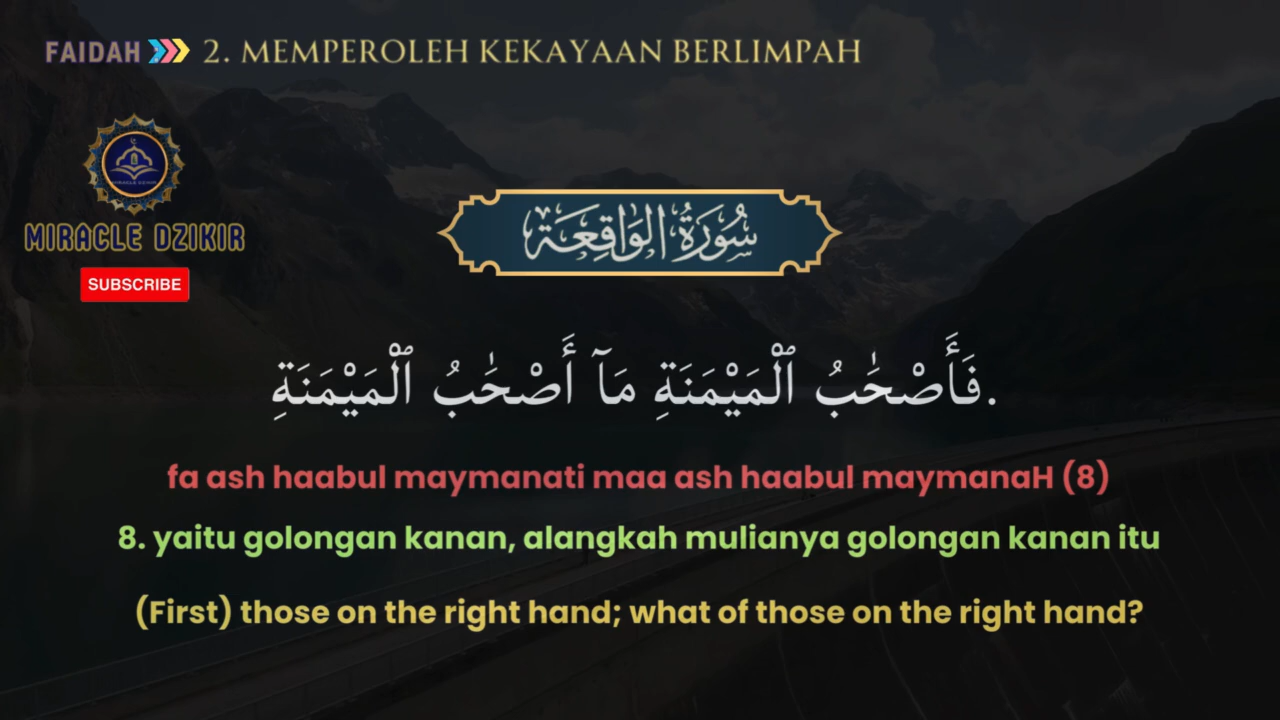 FAIDAH 2. MEMPEROLEH KEKAYAAN BERLIMPAH
MIRACLE DZIKIR
SUBSCRIBE
سُورَةُ الوَاقِعَة
فَأَصْحَٰبُ ٱلْمَيْمَنَةِ مَآ أَصْحَٰبُ ٱلْمَيْمَنَةِ.
fa ash haabul maymanati maa ash haabul maymanaH (8)
8. yaitu golongan kanan, alangkah mulianya golongan kanan itu
(First) those on the right hand; what of those on the right hand?